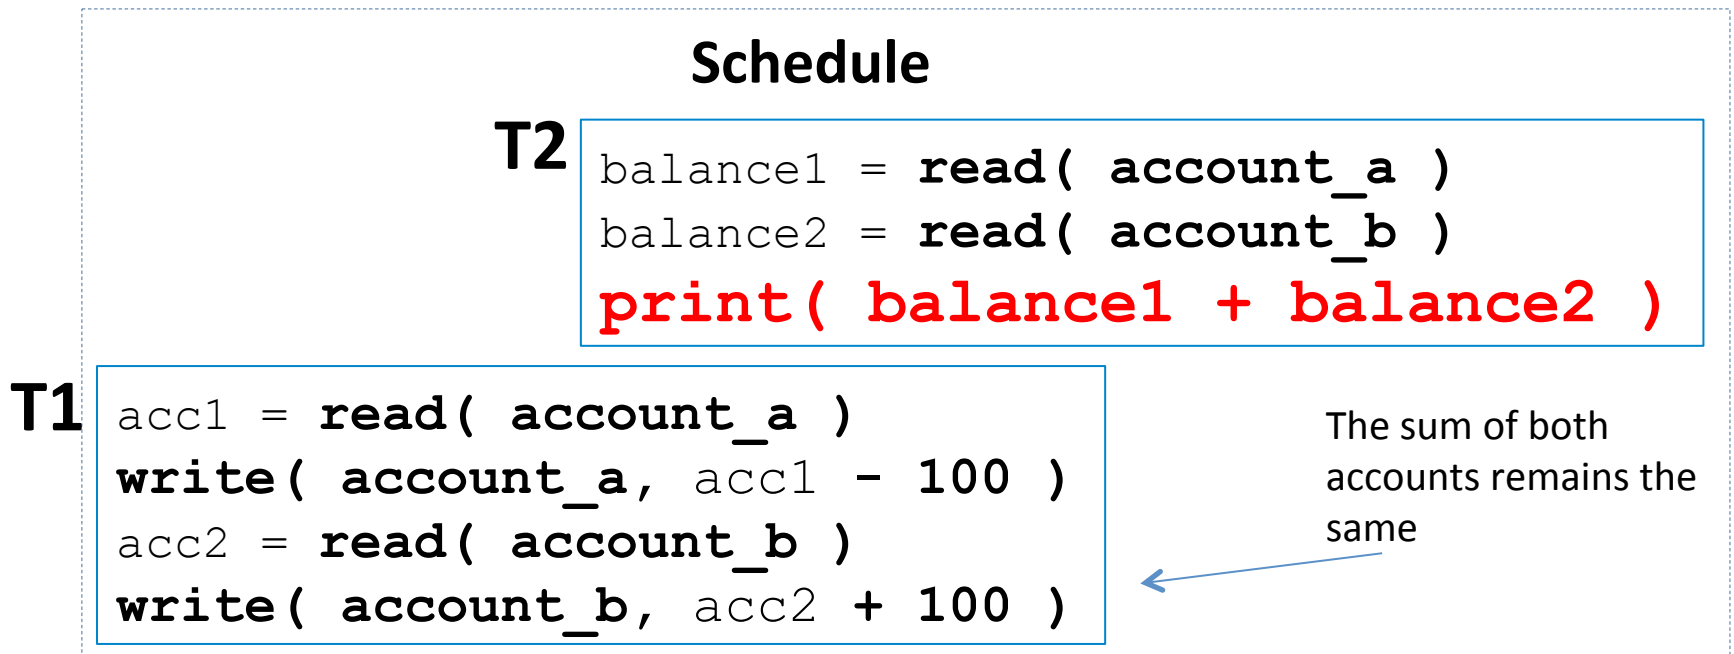 Schedule
T2
balance1 = read( account_a )
balance2 = read( account_b )
print( balance1 + balance2 )
T1
acc1 = read( account_a )
write( account_a, acc1 - 100 )
acc2 = read( account_b )
write( account_b, acc2 + 100 )
The sum of both
accounts remains the
same